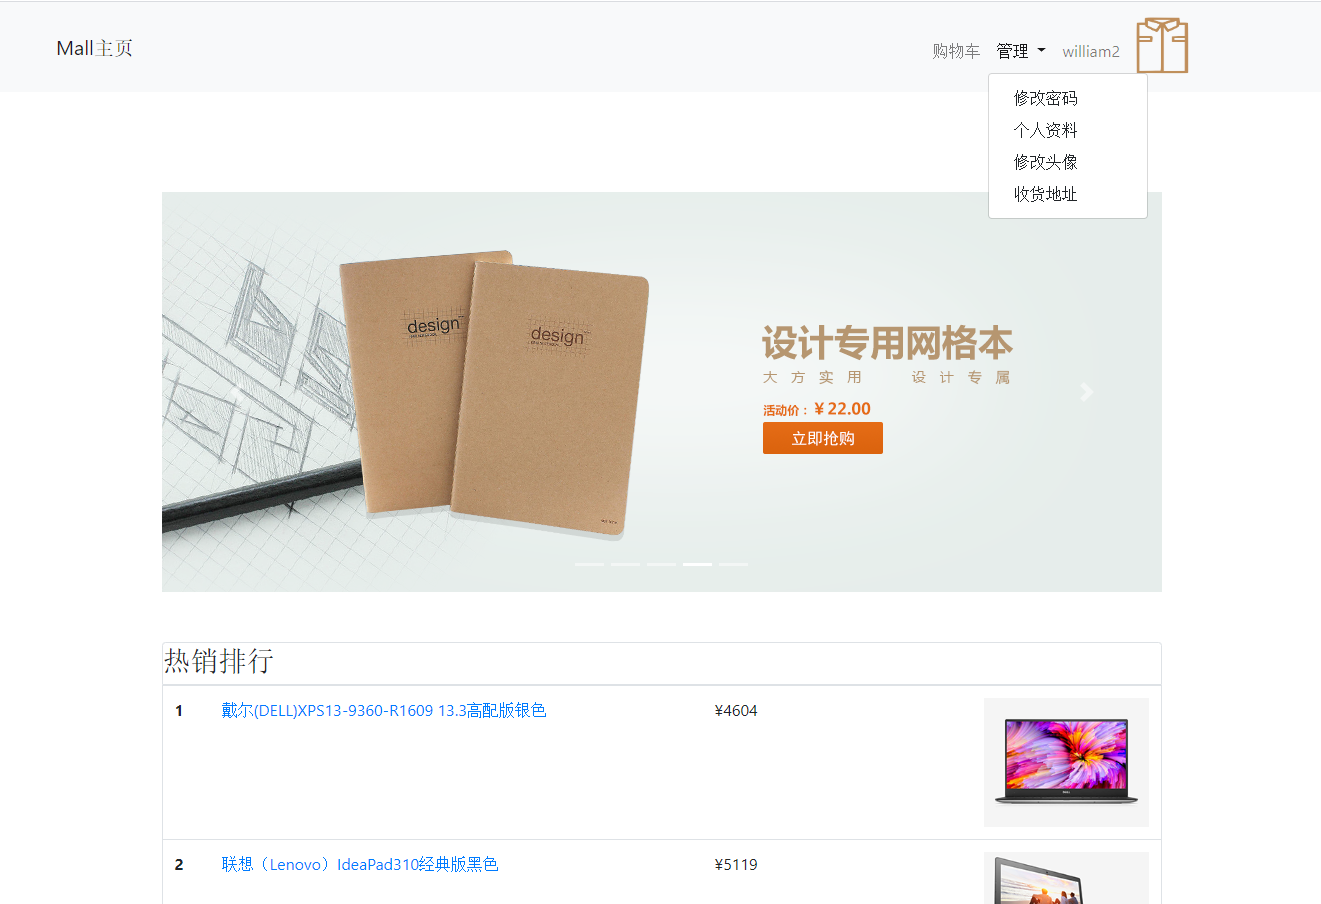 Mall主页
购物车 管理 william2
修改密码
个人资料
修改头像
收货地址
design
design
设计专用网格本
大方实用 设计专属
活动价：￥22.00
立即抢购
热销排行
1 戴尔(DELL)XPS13-9360-R1609 13.3高配版银色 ¥4604
2 联想（Lenovo）IdeaPad310经典版黑色 ¥5119